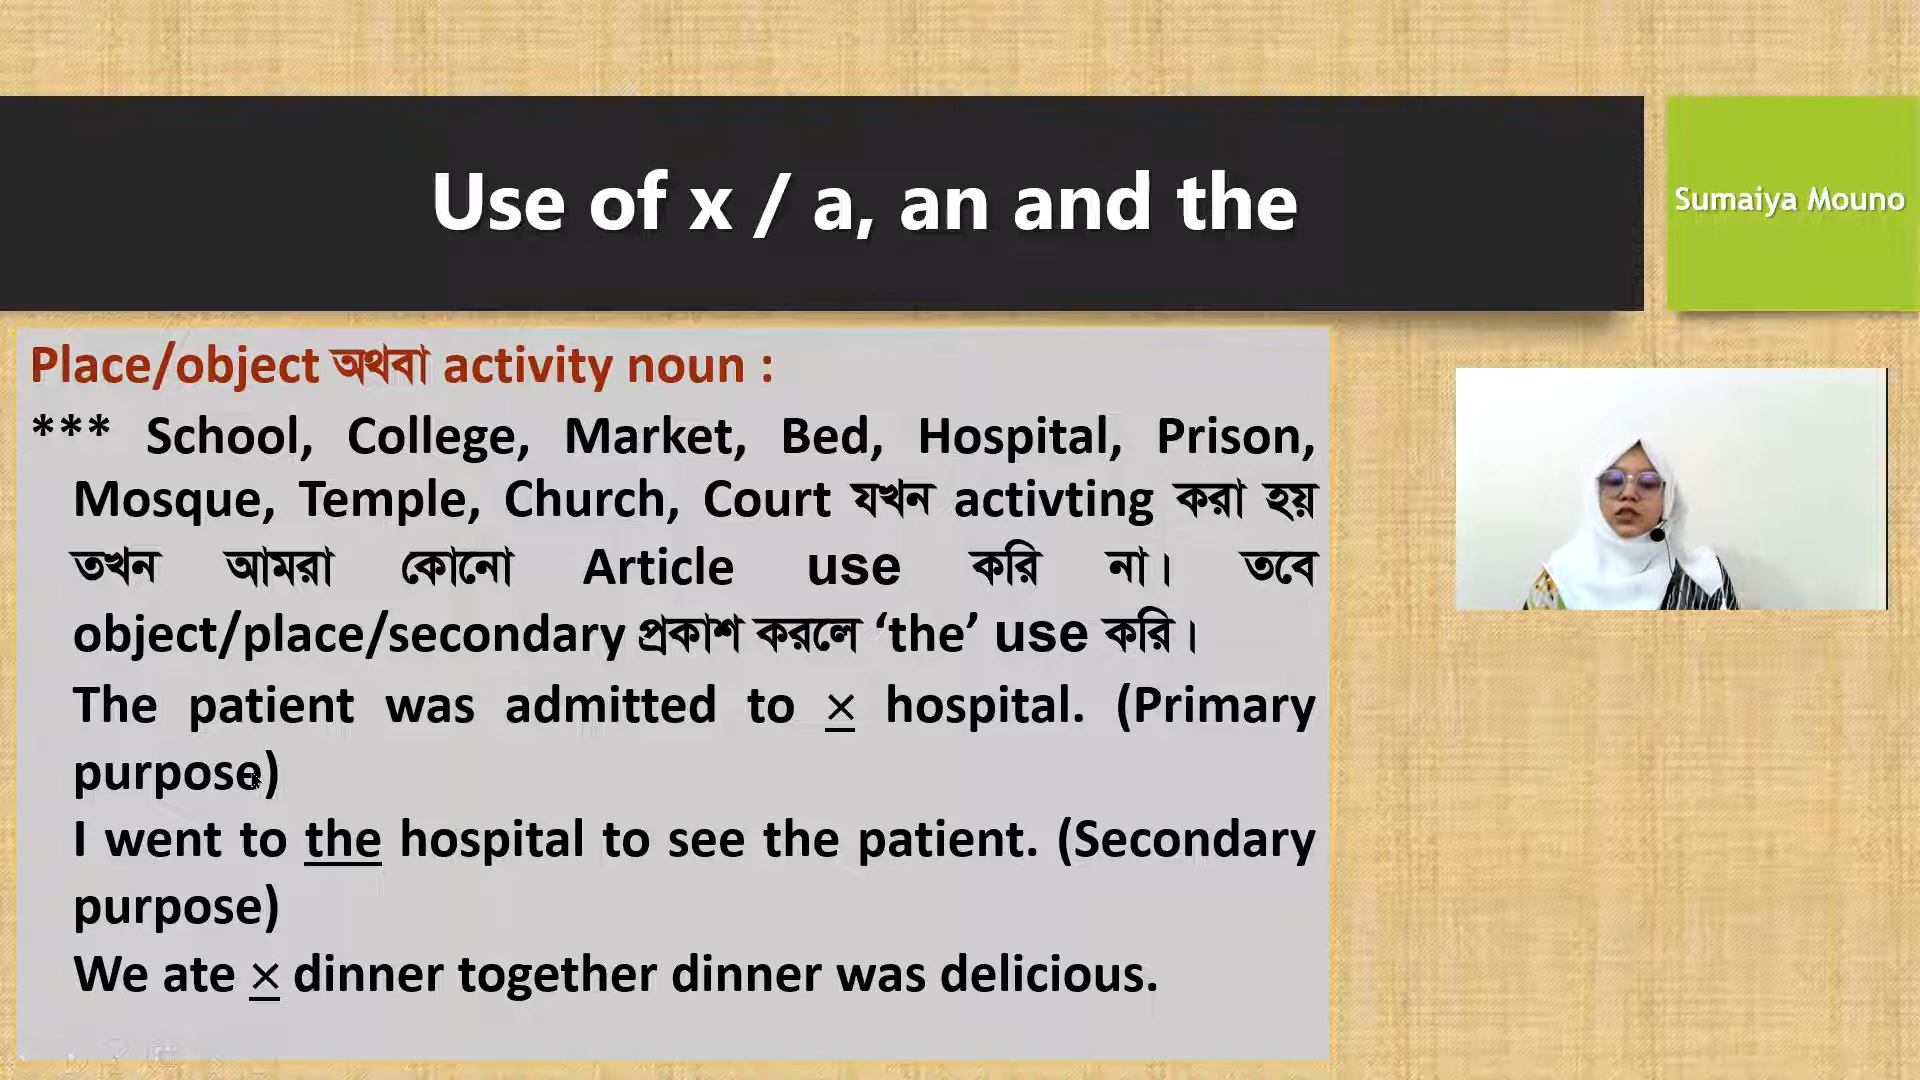 Use of x / a, an and the
Sumaiya Mouno
Place/object অথবা activity noun :
*** School, College, Market, Bed, Hospital, Prison,
Mosque, Temple, Church, Court যখন activting করা হয়
তখন আমরা কোনো Article use করি না। তবে
object/place/secondary প্রকাশ করলে ‘the’ use করি।
The patient was admitted to × hospital. (Primary
purpose)
I went to the hospital to see the patient. (Secondary
purpose)
We ate × dinner together dinner was delicious.